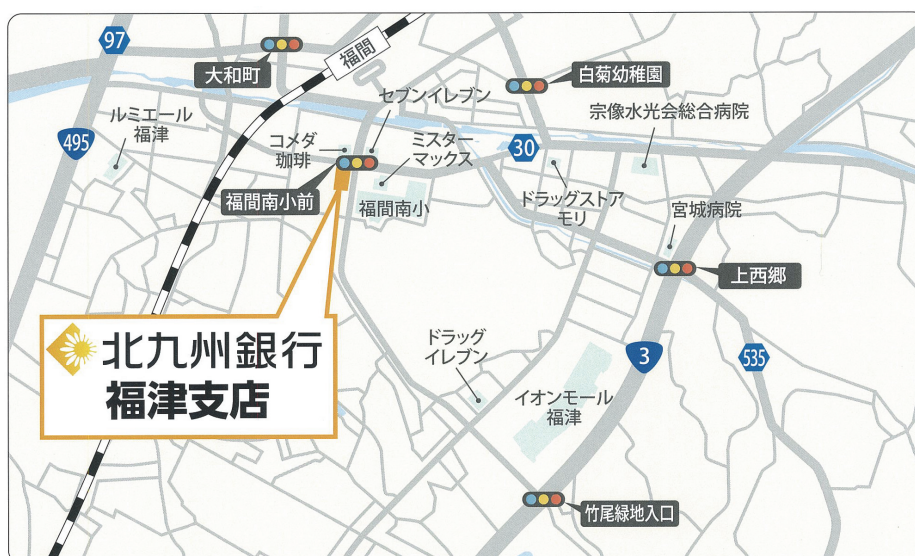 97
大和町
福間
白菊幼稚園
セブンイレブン
宗像水光会総合病院
ルミエール
福津
495
コメダ
珈琲
ミスター
マックス
30
福間南小前
福間南小
ドラッグストア
モリ
宮城病院
上西郷
北九州銀行
福津支店
ドラッグ
イレブン
3
535
イオンモール
福津
竹尾緑地入口